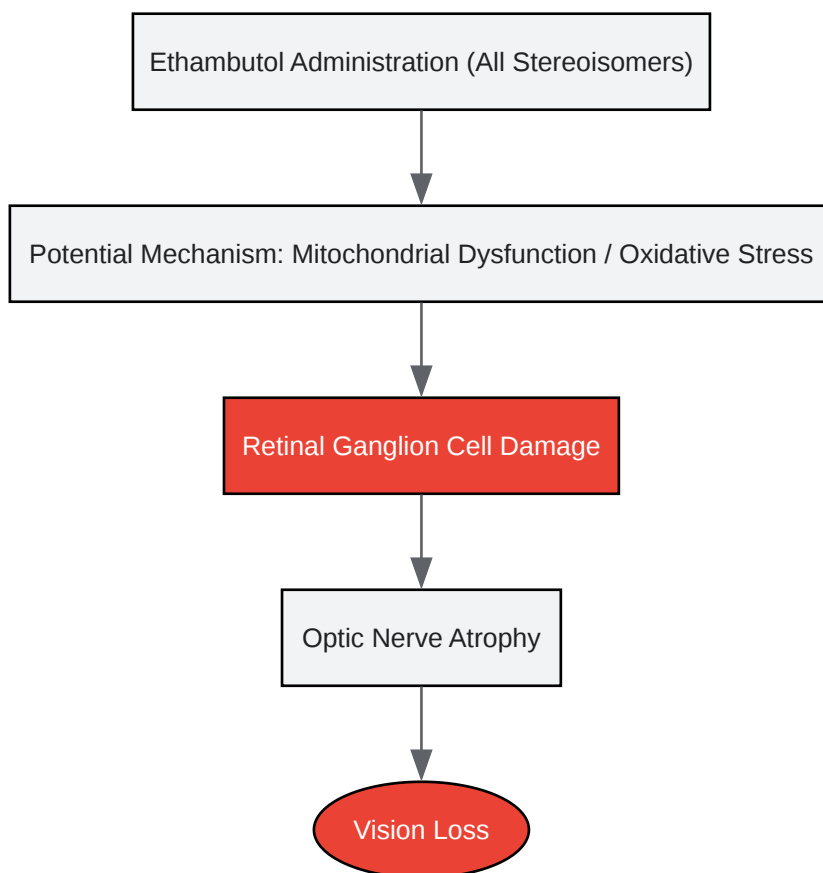 Ethambutol Administration (All Stereoisomers)
Potential Mechanism: Mitochondrial Dysfunction / Oxidative Stress
Retinal Ganglion Cell Damage
Optic Nerve Atrophy
Vision Loss